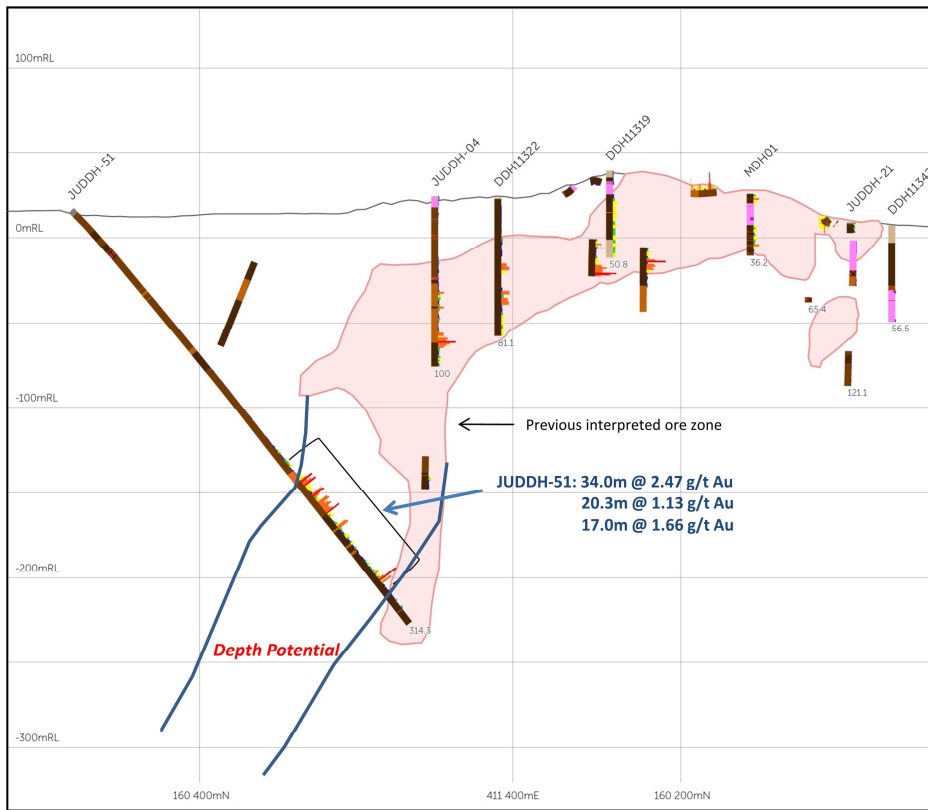 100mRL
JUDDH-51
JUDDH-04
DDH11322
DDH11319
MDH01
JUDDH-21
DDH11342
0mRL
50.8
36.2
65.4
56.5
81.1
100
121.1
-100mRL
Previous interpreted ore zone
JUDDH-51: 34.0m @ 2.47 g/t Au
20.3m @ 1.13 g/t Au
17.0m @ 1.66 g/t Au
-200mRL
314.3
Depth Potential
-300mRL
160 400mN
411 400mE
160 200mN